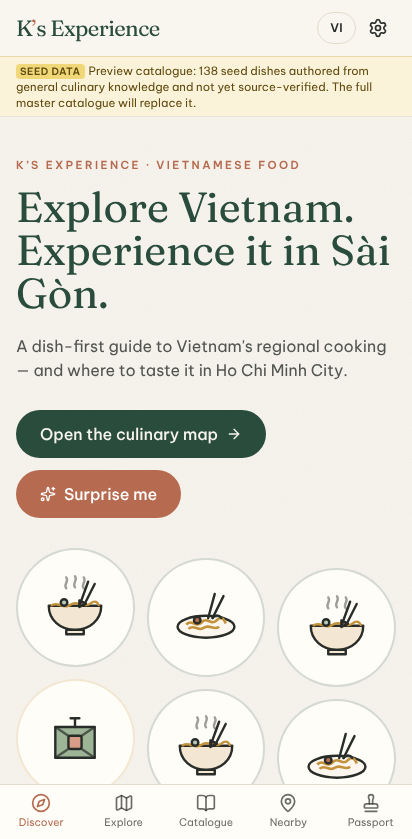 K's Experience
VI
SEED DATA Preview catalogue: 138 seed dishes authored from
general culinary knowledge and not yet source-verified. The full
master catalogue will replace it.
K'S EXPERIENCE · VIETNAMESE FOOD
Explore Vietnam.
Experience it in Sài
Gòn.
A dish-first guide to Vietnam's regional cooking
— and where to taste it in Ho Chi Minh City.
Open the culinary map →
Surprise me
Discover
Explore
Catalogue
Nearby
Passport